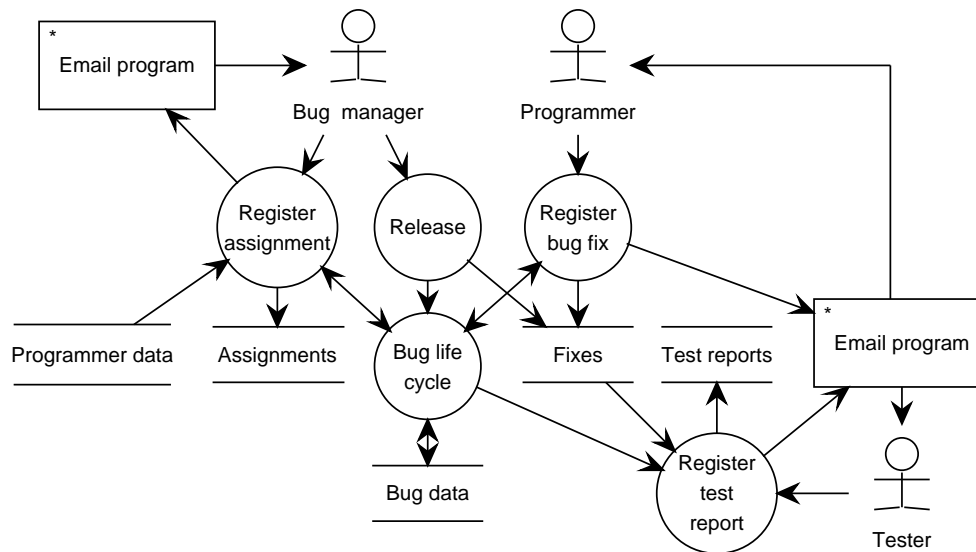 *
Email program
Bug manager
Programmer
Register
assignment
Release
Register
bug fix
*
Email program
Programmer data
Assignments
Bug life
cycle
Fixes
Test reports
Bug data
Register
test
report
Tester